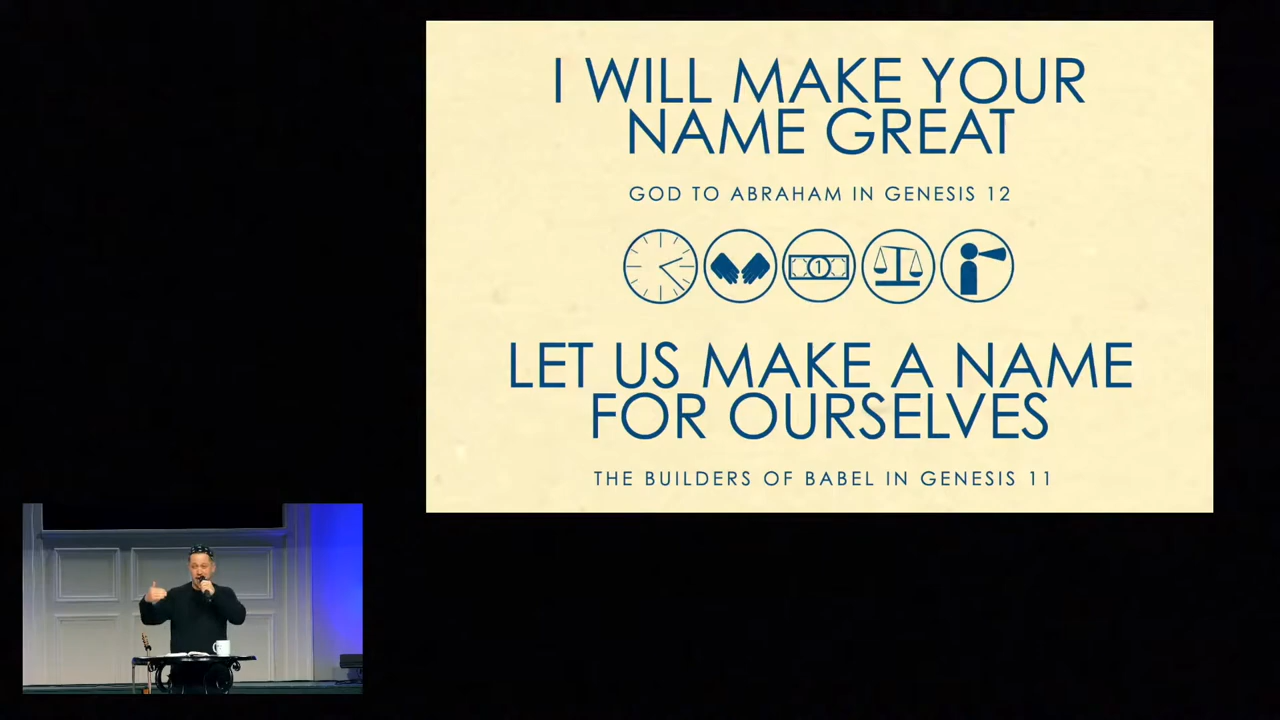 I WILL MAKE YOUR
NAME GREAT
GOD TO ABRAHAM IN GENESIS 12
1
LET US MAKE A NAME
FOR OURSELVES
THE BUILDERS OF BABEL IN GENESIS 11